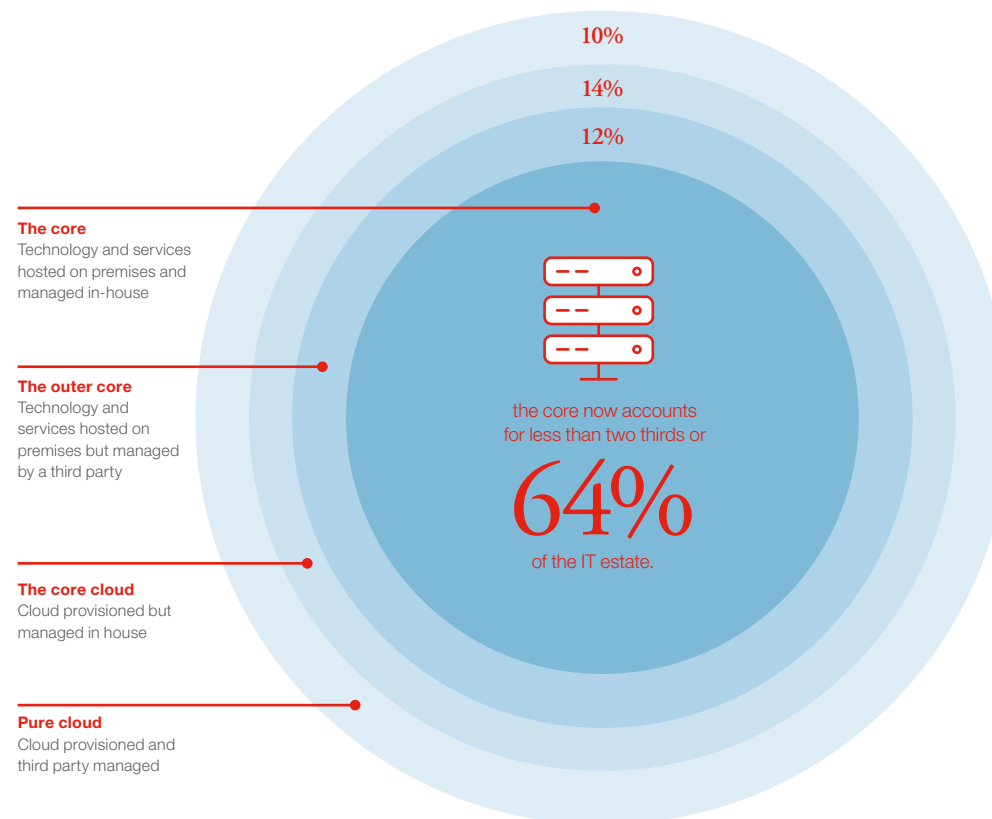 10%
14%
12%
The core
Technology and services
hosted on premises and
managed in-house
The outer core
Technology and
services hosted on
premises but managed
by a third party
the core now accounts
for less than two thirds or
64%
of the IT estate.
The core cloud
Cloud provisioned but
managed in house
Pure cloud
Cloud provisioned and
third party managed